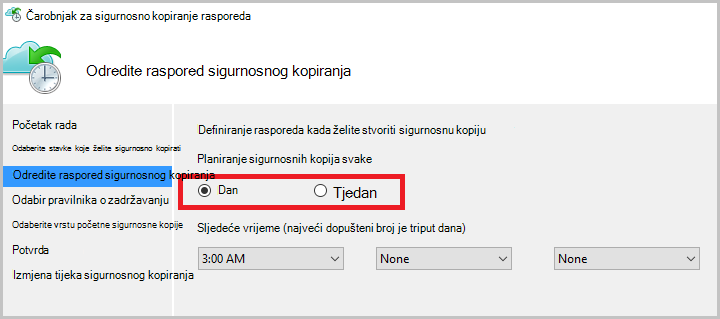 Čarobnjak za sigurnosno kopiranje rasporeda
Odredite raspored sigurnosnog kopiranja
Početak rada
Odaberite stavke koje želite sigurnosno kopirati
Odredite raspored sigurnosnog kopiranja
Odabir pravilnika o zadržavanju
Odaberite vrstu početne sigurnosne kopije
Potvrda
Izmjena tijeka sigurnosnog kopiranja
Definiranje rasporeda kada želite stvoriti sigurnosnu kopiju
Planiranje sigurnosnih kopija svake
Dan Tjedan
Sljedeće vrijeme (najveći dopušteni broj je triput dana)
3:00 AM None None